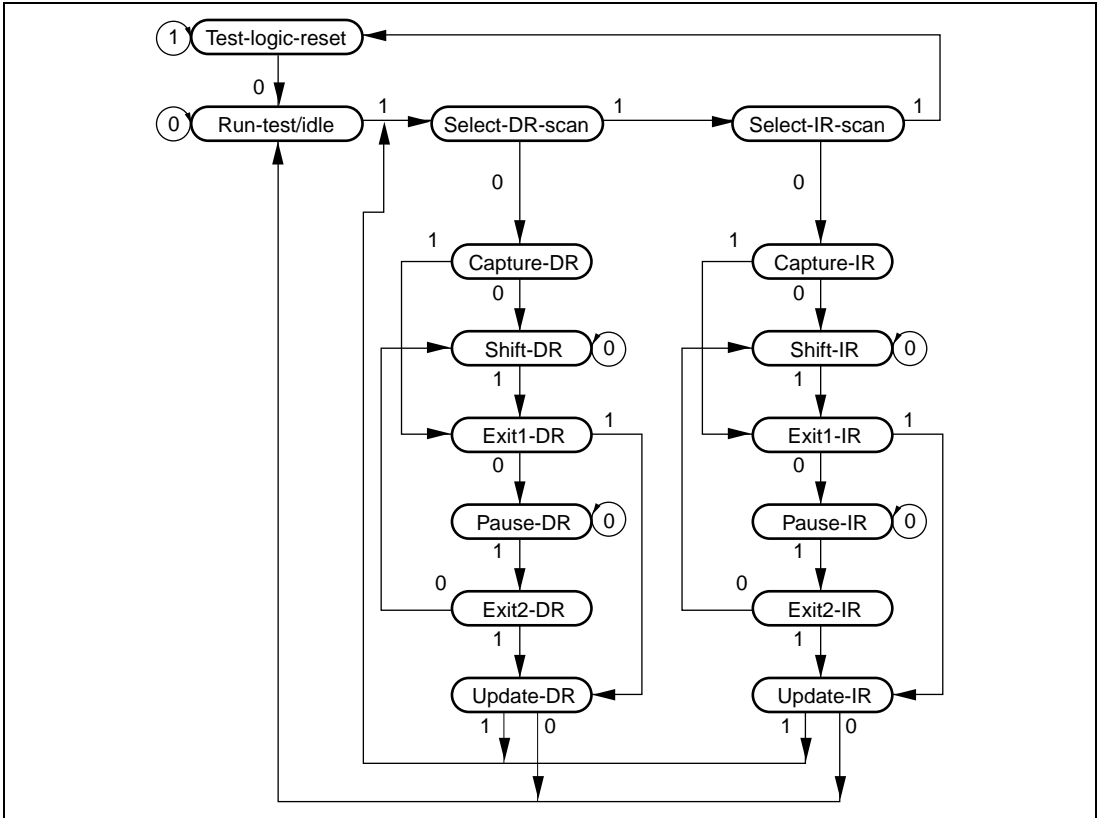 1 Test-logic-reset
0
0 Run-test/idle 1 Select-DR-scan 1 Select-IR-scan 1
0 0
1 1
Capture-DR Capture-IR
0 0
Shift-DR 0 Shift-IR 0
1 1
Exit1-DR 1 Exit1-IR 1
0 0
Pause-DR 0 Pause-IR 0
1 1
0 0
Exit2-DR Exit2-IR
1 1
Update-DR Update-IR
1 0 1 0